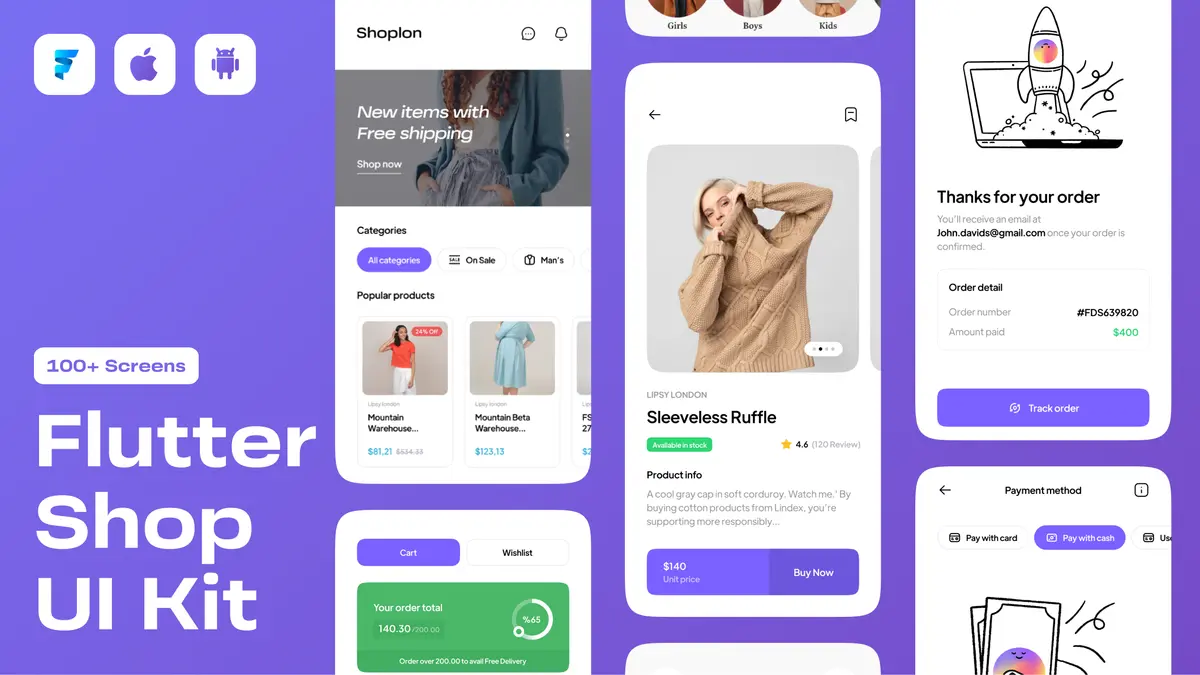 100+ Screens
Flutter
Shop
UI Kit
Shoplon
New items with
Free shipping
Shop now
Categories
All categories
SALE
On Sale
Man's
Popular products
24% Off
Lipsy london
Mountain
Warehouse...
$81,21 $634.33
Lipsy london
Mountain Beta
Warehouse...
$123,13
FS
27
$2
Cart
Wishlist
Your order total
140.30 /200.00
%65
Order over 200.00 to avail Free Delivery
Girls
Boys
Kids
LIPSY LONDON
Sleeveless Ruffle
Available in stock
4.6 (120 Review)
Product info
A cool gray cap in soft corduroy. Watch me.' By
buying cotton products from Lindex, you're
supporting more responsibly...
$140
Unit price
Buy Now
Thanks for your order
You'll receive an email at
John.davids@gmail.com once your order is
confirmed.
Order detail
Order number #FDS639820
Amount paid $400
Track order
Payment method
Pay with card
Pay with cash
Use